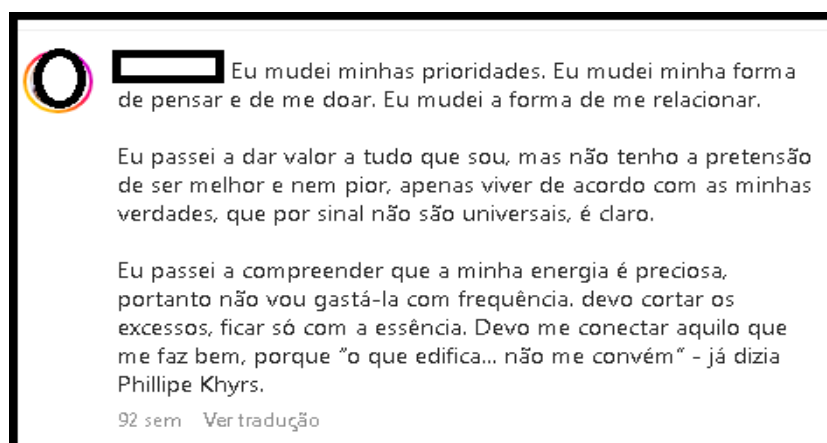 Eu mudei minhas prioridades. Eu mudei minha forma
de pensar e de me doar. Eu mudei a forma de me relacionar.
Eu passei a dar valor a tudo que sou, mas não tenho a pretensão
de ser melhor e nem pior, apenas viver de acordo com as minhas
verdades, que por sinal não são universais, é claro.
Eu passei a compreender que a minha energia é preciosa,
portanto não vou gastá-la com frequência. devo cortar os
excessos, ficar só com a essência. Devo me conectar aquilo que
me faz bem, porque "o que edifica... não me convém" - já dizia
Phillipe Khyrs.
92 sem Ver tradução